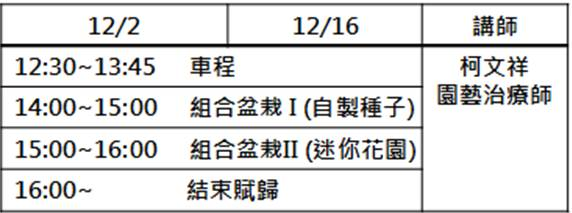 12/2 12/16 講師
12:30~13:45 車程 柯文祥
園藝治療師
14:00~15:00 組合盆栽 I (自製種子)
15:00~16:00 組合盆栽II (迷你花園)
16:00~ 結束賦歸